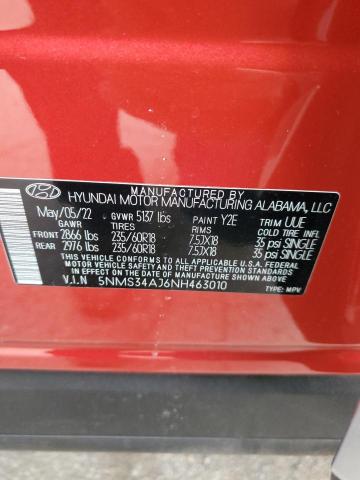 MANUFACTURED BY
HYUNDAI MOTOR MANUFACTURING ALABAMA, LLC
May/05/22 GVWR 5137 lbs PAINT Y2E TRIM UUE
GAWR TIRES RIMS COLD TIRE INFL
FRONT 2866 lbs 235/60R18 7.5JX18 35 psi SINGLE
REAR 2976 lbs 235/60R18 7.5JX18 35 psi SINGLE
THIS VEHICLE CONFORMS TO ALL APPLICABLE U.S.A. FEDERAL
MOTOR VEHICLE SAFETY, BUMPER, AND THEFT PREVENTION
STANDARDS IN EFFECT ON THE DATE OF MANUFACTURE SHOWN ABOVE.
V.I.N 5NMS34AJ6NH463010 TYPE: MPV